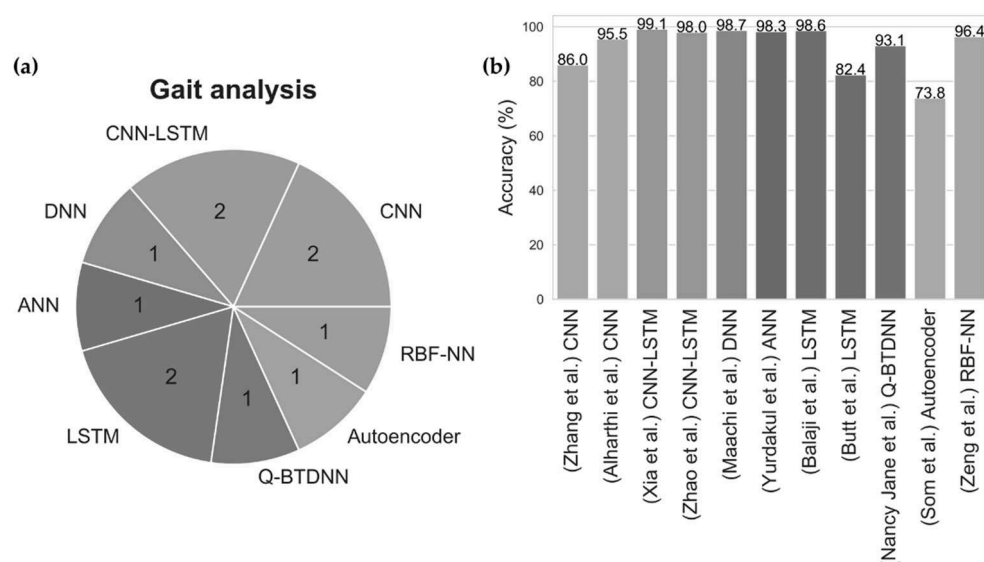 (a)
Gait analysis
CNN-LSTM
DNN
CNN
ANN
RBF-NN
LSTM
Autoencoder
Q-BTDNN
2
2
1
1
1
2
1
1
(b)
Accuracy (%)
100
80
60
40
20
0
86.0
95.5
99.1
98.0
98.7
98.3
98.6
82.4
93.1
73.8
96.4
(Zhang et al.) CNN
(Alharthi et al.) CNN
(Xia et al.) CNN-LSTM
(Zhao et al.) CNN-LSTM
(Maachi et al.) DNN
(Yurdakul et al.) ANN
(Balaji et al.) LSTM
(Butt et al.) LSTM
Nancy Jane et al.) Q-BTDNN
(Som et al.) Autoencoder
(Zeng et al.) RBF-NN